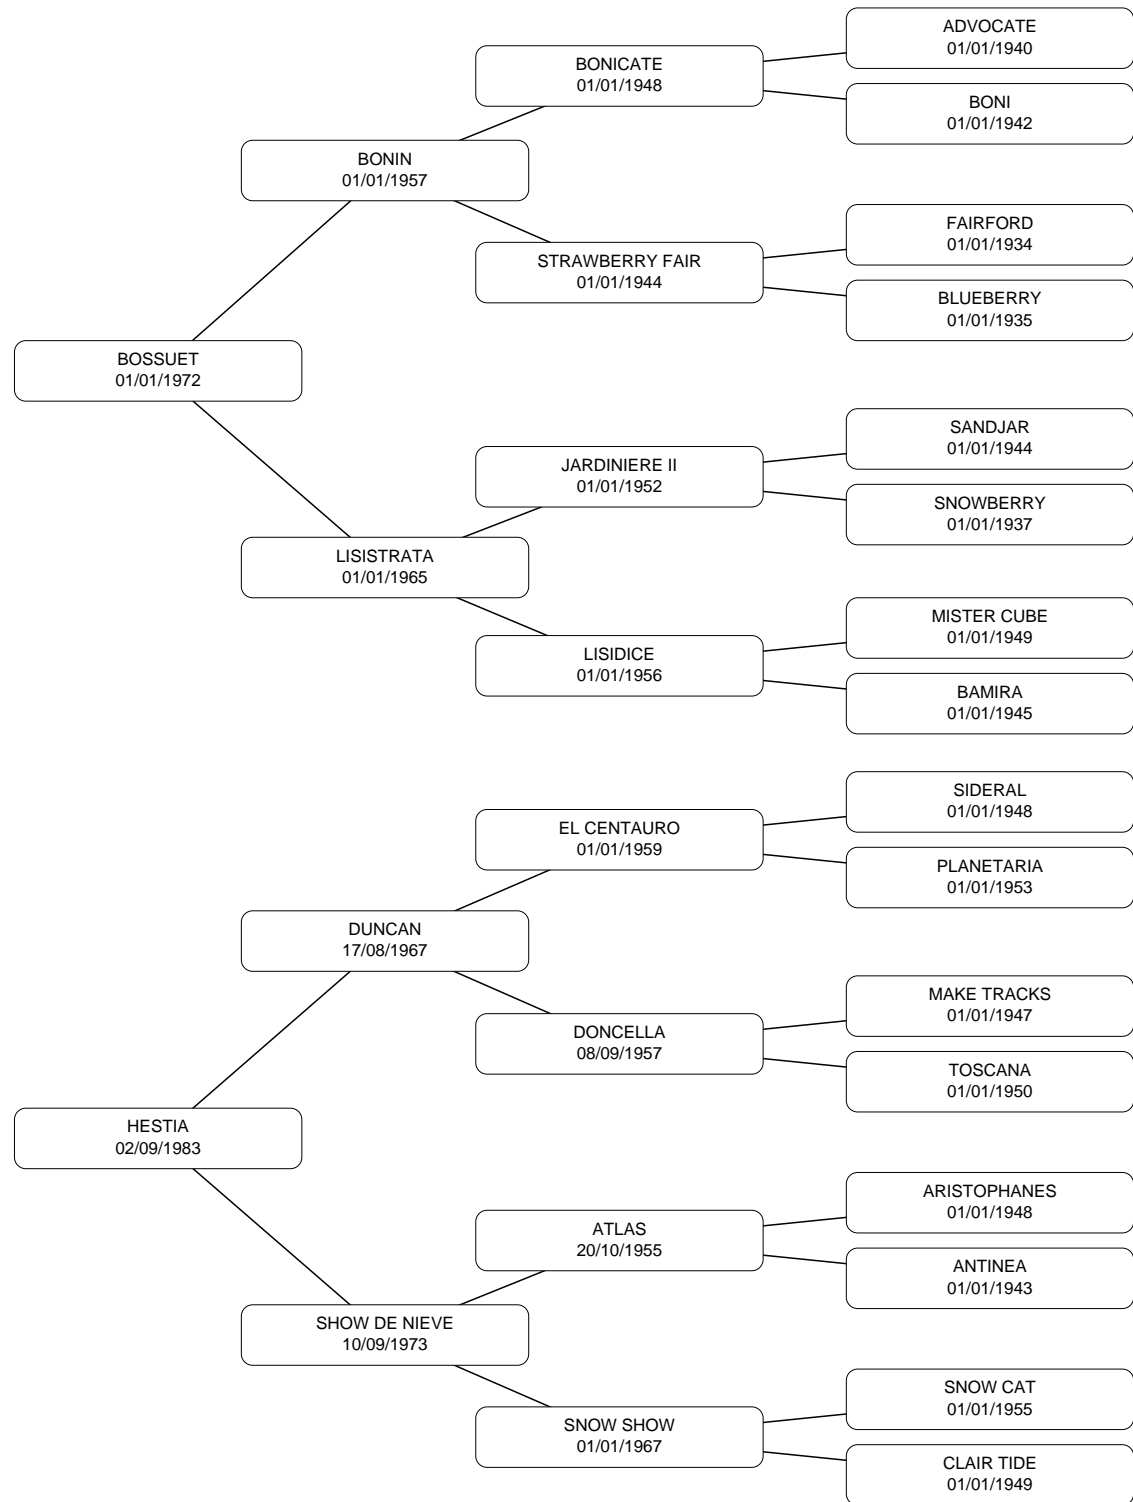 ADVOCATE
01/01/1940
BONICATE
01/01/1948
BONI
01/01/1942
BONIN
01/01/1957
FAIRFORD
01/01/1934
STRAWBERRY FAIR
01/01/1944
BLUEBERRY
01/01/1935
BOSSUET
01/01/1972
SANDJAR
01/01/1944
JARDINIERE II
01/01/1952
SNOWBERRY
01/01/1937
LISISTRATA
01/01/1965
MISTER CUBE
01/01/1949
LISIDICE
01/01/1956
BAMIRA
01/01/1945
SIDERAL
01/01/1948
EL CENTAURO
01/01/1959
PLANETARIA
01/01/1953
DUNCAN
17/08/1967
MAKE TRACKS
01/01/1947
DONCELLA
08/09/1957
TOSCANA
01/01/1950
HESTIA
02/09/1983
ARISTOPHANES
01/01/1948
ATLAS
20/10/1955
ANTINEA
01/01/1943
SHOW DE NIEVE
10/09/1973
SNOW CAT
01/01/1955
SNOW SHOW
01/01/1967
CLAIR TIDE
01/01/1949